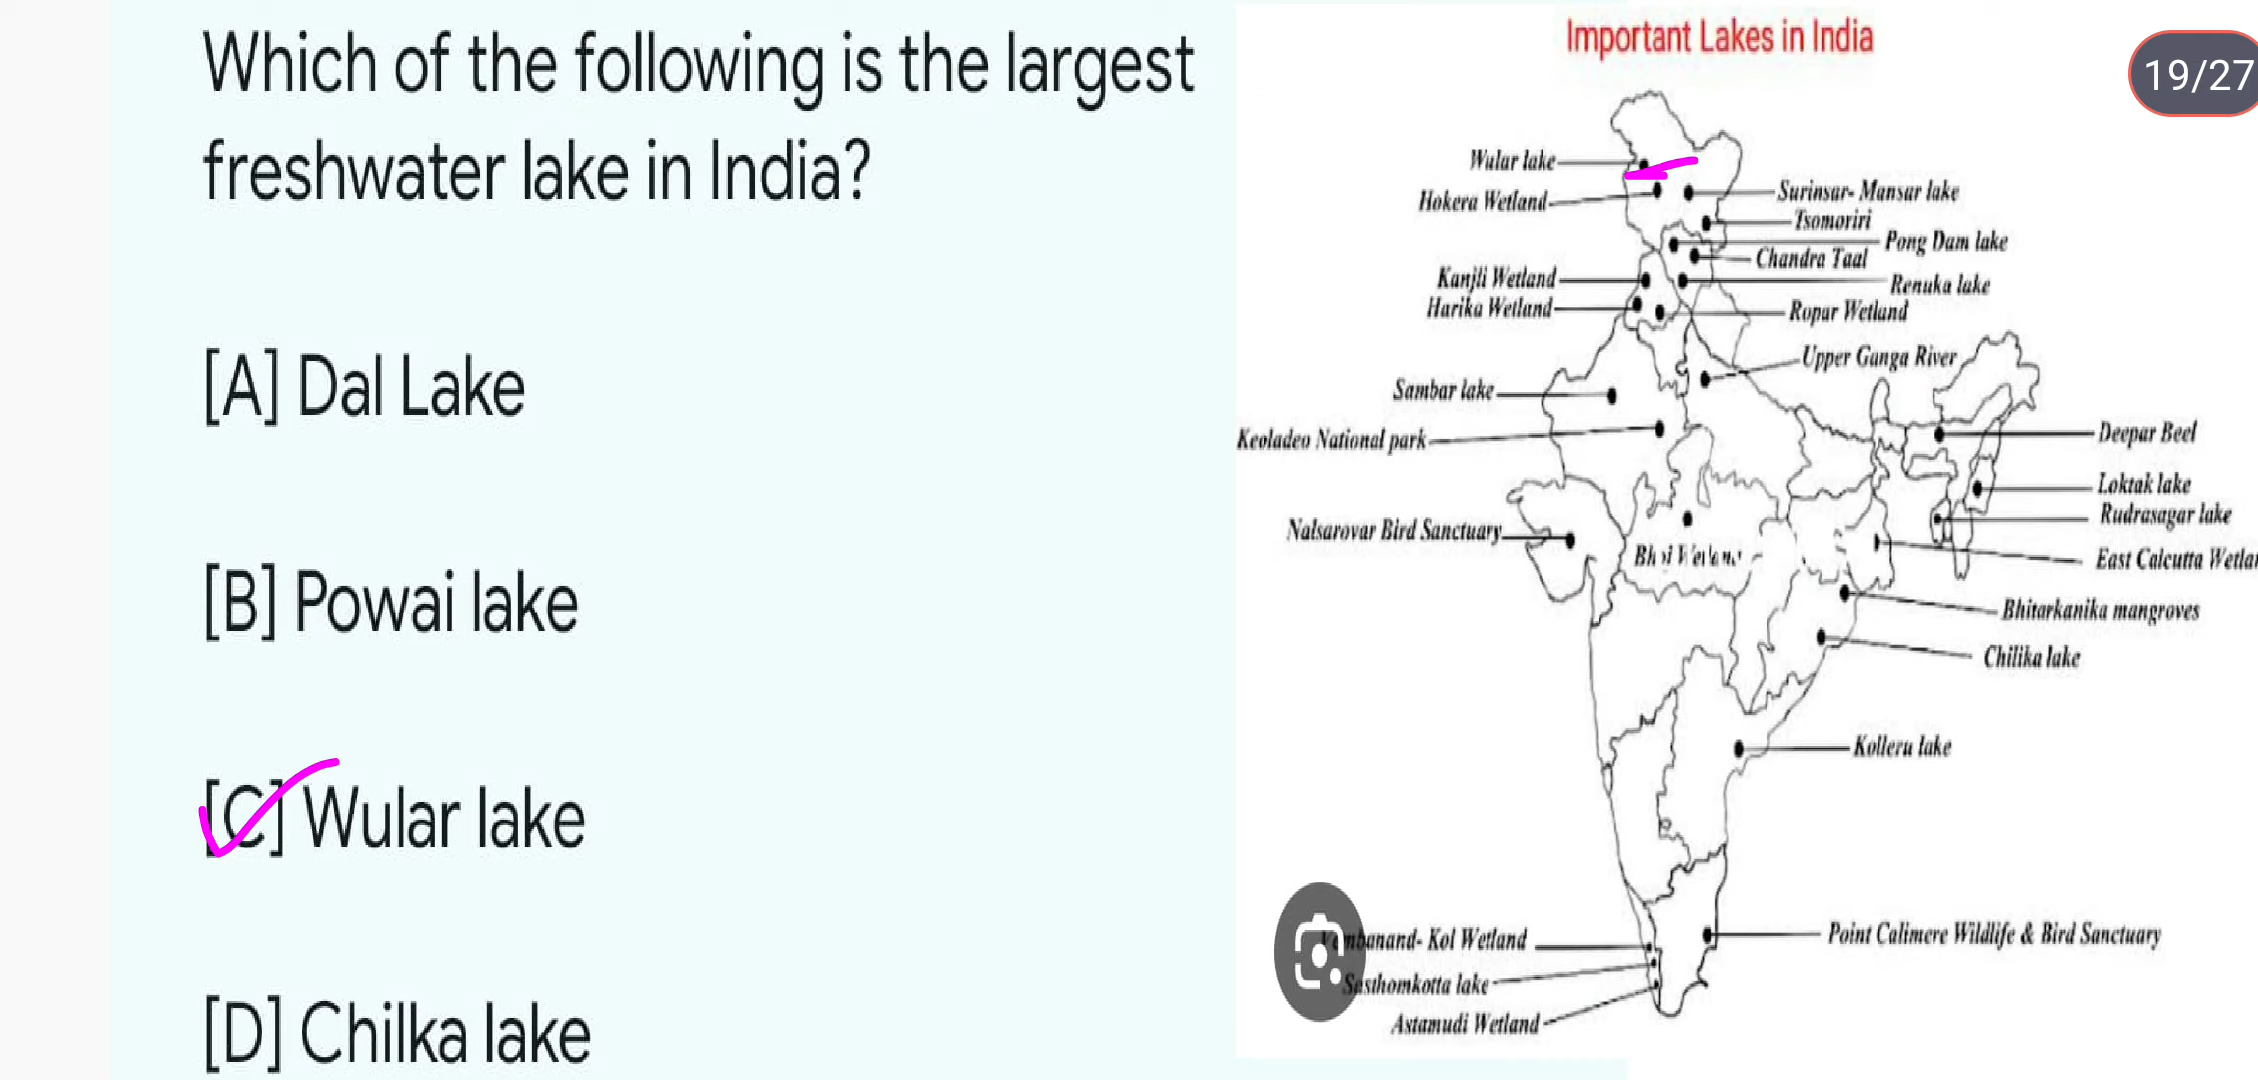 Which of the following is the largest
freshwater lake in India?
[A] Dal Lake
[B] Powai lake
[C] Wular lake
[D] Chilka lake
Important Lakes in India
19/27
Wular lake
Hokera Wetland
Surinsar- Mansar lake
Tsomoriri
Pong Dam lake
Chandra Taal
Kanjli Wetland
Renuka lake
Harika Wetland
Ropar Wetland
Upper Ganga River
Sambar lake
Keoladeo National park
Deepar Beel
Loktak lake
Rudrasagar lake
Nalsarovar Bird Sanctuary
East Calcutta Wetla
Bhitarkanika mangroves
Chilika lake
Kolleru lake
Point Calimere Wildlife & Bird Sanctuary
Kol Wetland
Sasthomkotta lake
Astamudi Wetland